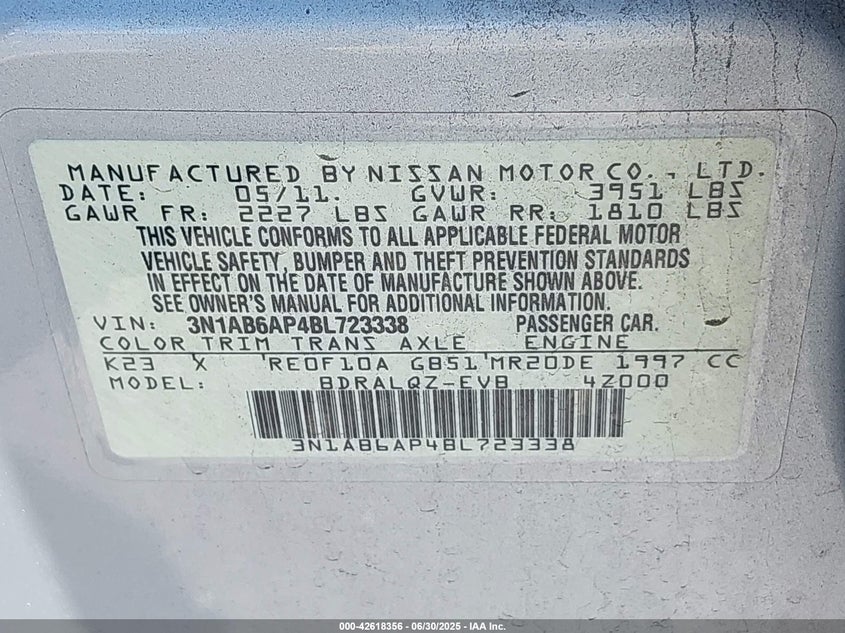 MANUFACTURED BY NISSAN MOTOR CO., LTD.
DATE: 05/11. GVWR: 3951 LBS
GAWR FR: 2227 LBS GAWR RR: 1810 LBS
THIS VEHICLE CONFORMS TO ALL APPLICABLE FEDERAL MOTOR
VEHICLE SAFETY, BUMPER AND THEFT PREVENTION STANDARDS
IN EFFECT ON THE DATE OF MANUFACTURE SHOWN ABOVE.
SEE OWNER'S MANUAL FOR ADDITIONAL INFORMATION.
VIN: 3N1AB6AP4BL723338 PASSENGER CAR.
COLOR TRIM TRANS AXLE ENGINE
K23 X RE0F10A GB51 MR20DE 1997 CC
MODEL: BDRALQZ-EVB 4Z000
3N1AB6AP4BL723338
000-42618356 - 06/30/2025 - IAA Inc.